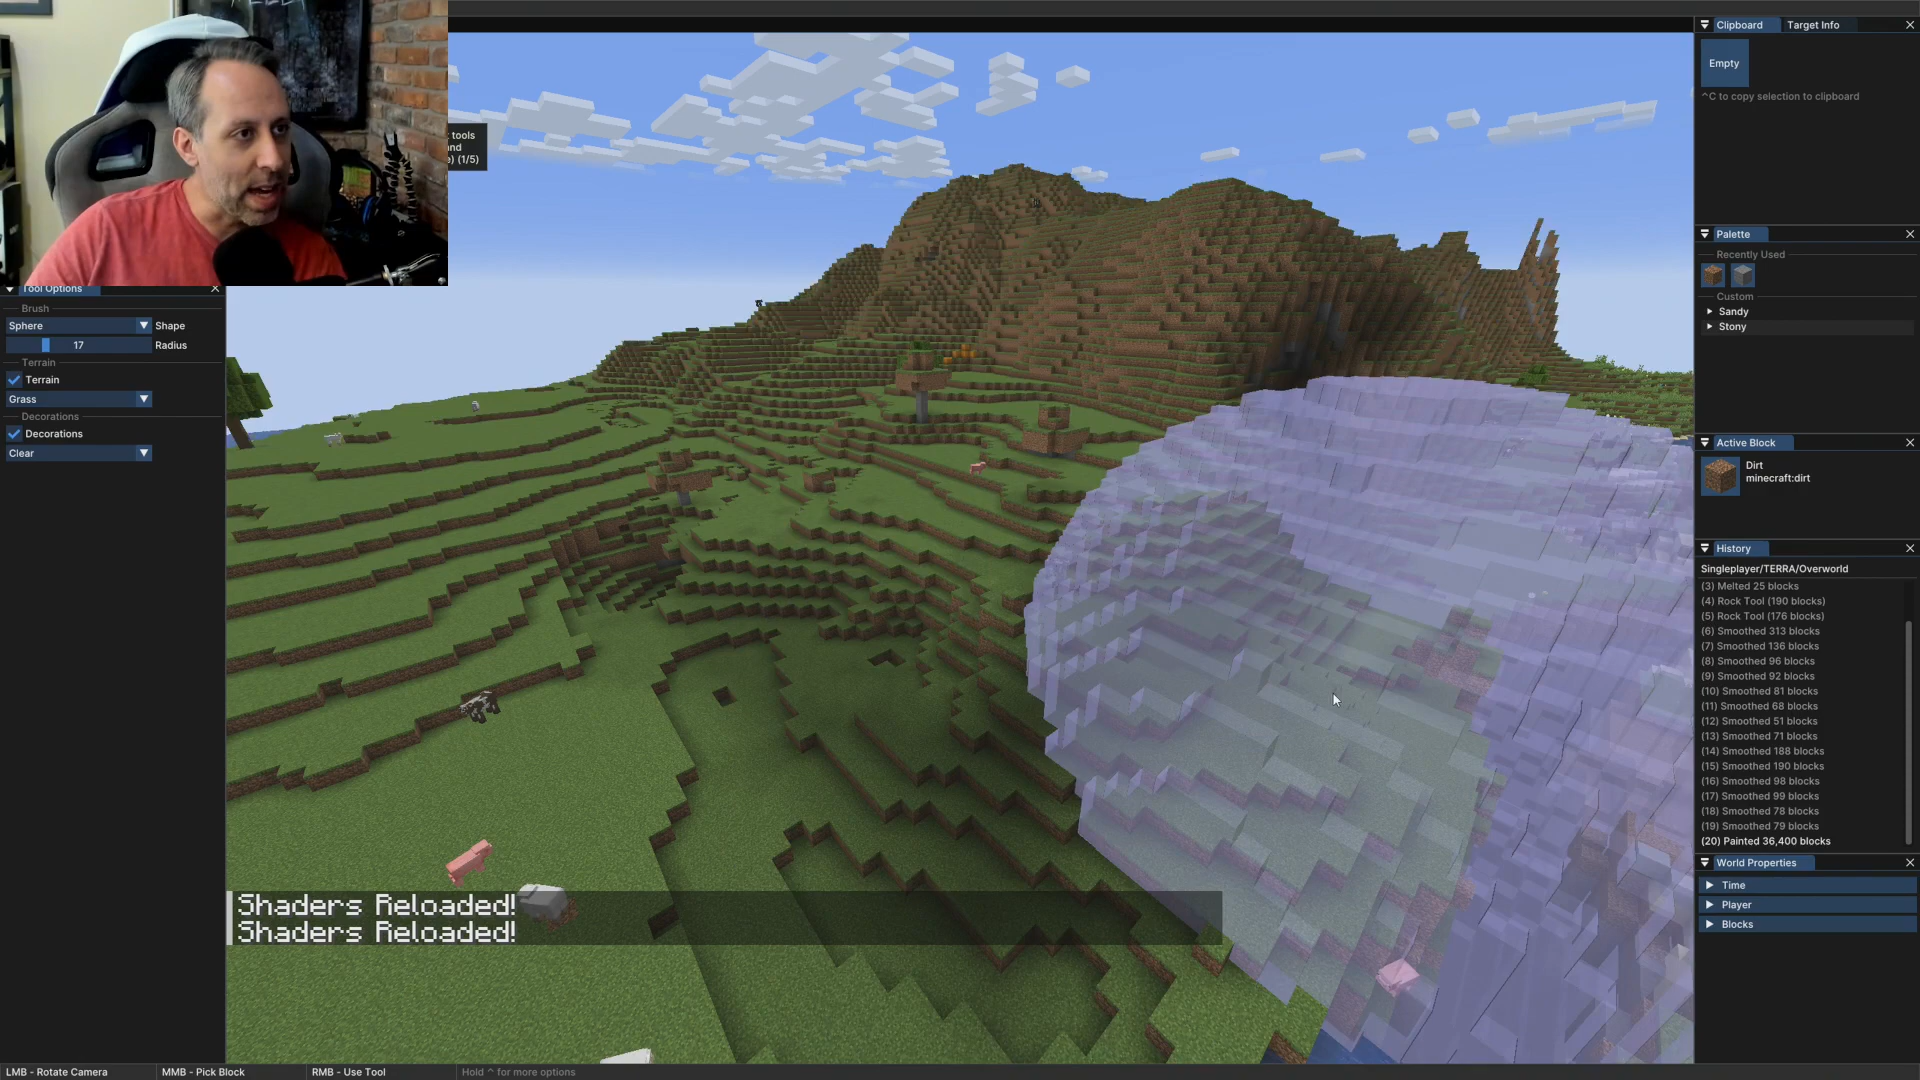 tools
and
e) (1/5)
Tool Options
Brush
Sphere
Shape
17
Radius
Terrain
Terrain
Grass
Decorations
Decorations
Clear
Shaders Reloaded!
Shaders Reloaded!
Clipboard
Target Info
Empty
^C to copy selection to clipboard
Palette
Recently Used
Custom
Sandy
Stony
Active Block
Dirt
minecraft:dirt
History
Singleplayer/TERRA/Overworld
(3) Melted 25 blocks
(4) Rock Tool (190 blocks)
(5) Rock Tool (176 blocks)
(6) Smoothed 313 blocks
(7) Smoothed 136 blocks
(8) Smoothed 96 blocks
(9) Smoothed 92 blocks
(10) Smoothed 81 blocks
(11) Smoothed 68 blocks
(12) Smoothed 51 blocks
(13) Smoothed 71 blocks
(14) Smoothed 188 blocks
(15) Smoothed 190 blocks
(16) Smoothed 98 blocks
(17) Smoothed 99 blocks
(18) Smoothed 78 blocks
(19) Smoothed 79 blocks
(20) Painted 36,400 blocks
World Properties
Time
Player
Blocks
LMB - Rotate Camera
MMB - Pick Block
RMB - Use Tool
Hold ^ for more options